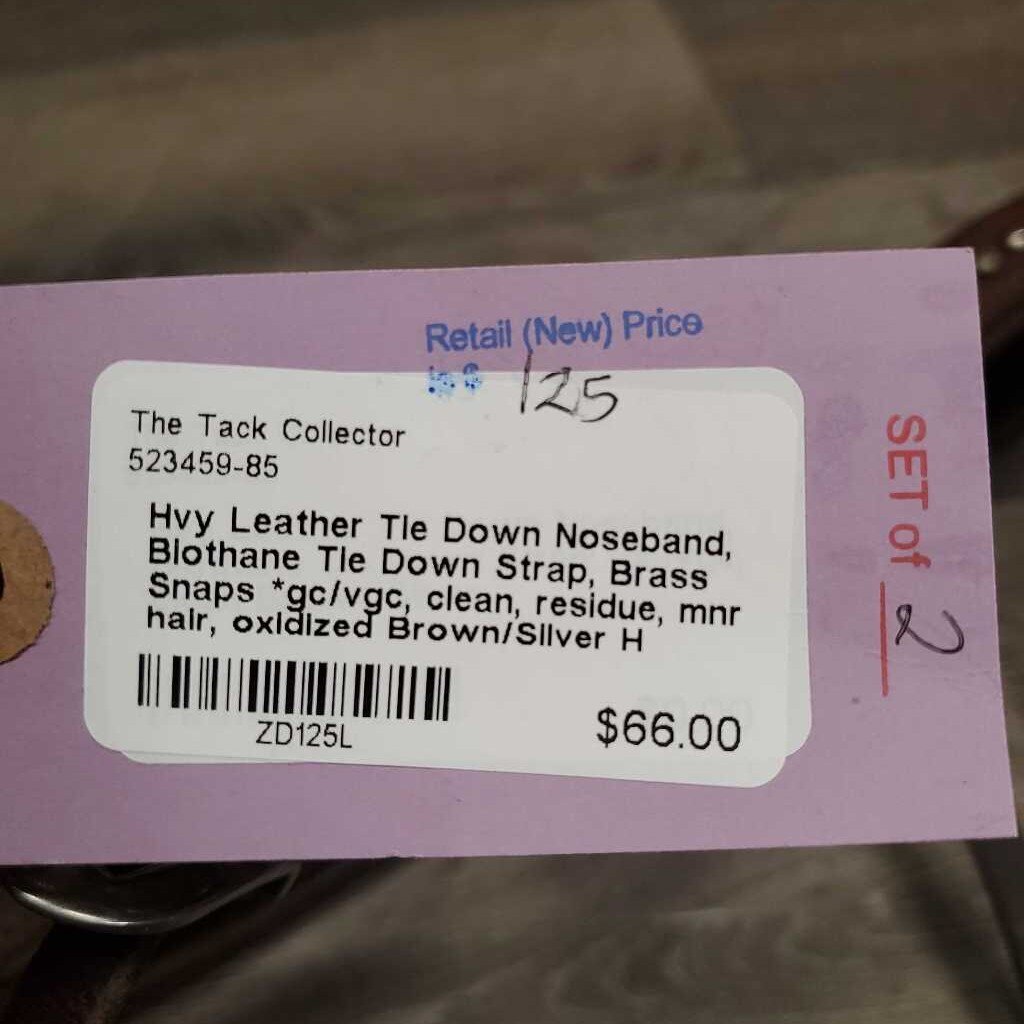 Retail (New) Price
in $ 125
The Tack Collector
523459-85
Hvy Leather Tie Down Noseband,
Biothane Tie Down Strap, Brass
Snaps *gc/vgc, clean, residue, mnr
hair, oxidized Brown/Silver H
ZD125L
$66.00
SET of 2